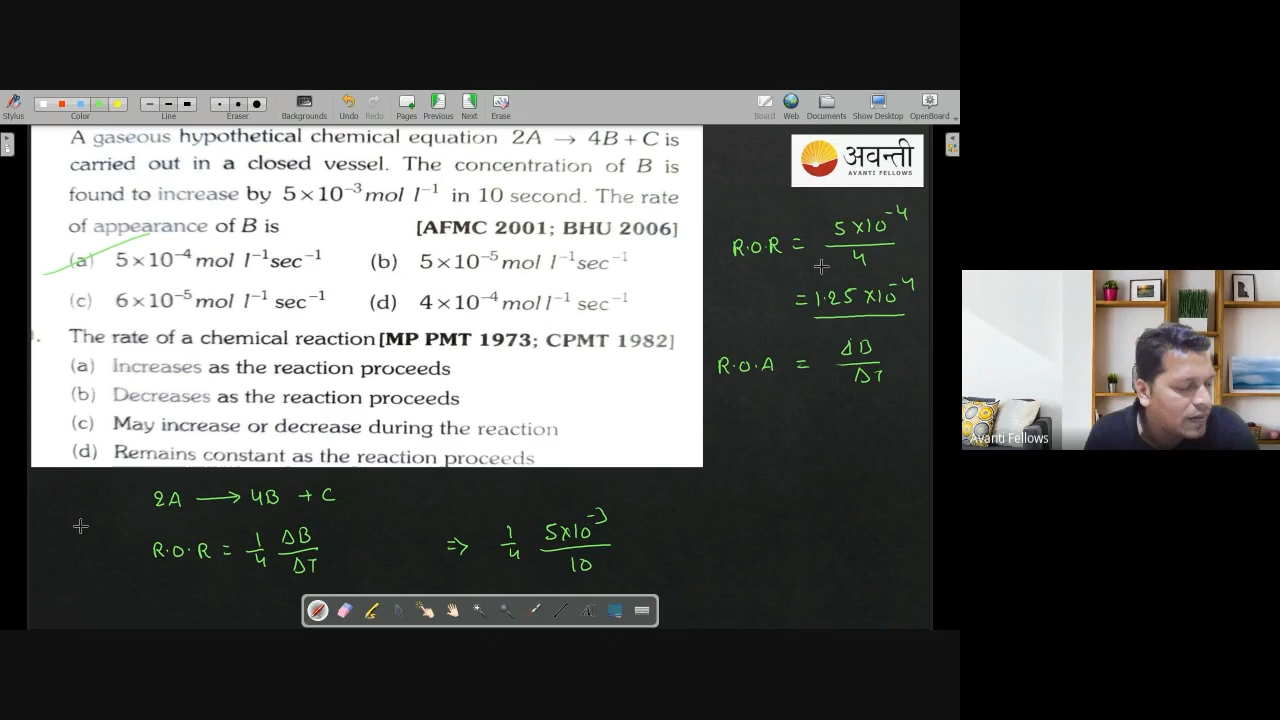 Stylus Color Line Eraser Backgrounds Undo Redo Pages Previous Next Erase Board Web Documents Show Desktop OpenBoard
A gaseous hypothetical chemical equation 2A → 4B + C is
carried out in a closed vessel. The concentration of B is
found to increase by 5×10⁻³ mol l⁻¹ in 10 second. The rate
of appearance of B is [AFMC 2001; BHU 2006]
(a) 5×10⁻⁴ mol l⁻¹ sec⁻¹ (b) 5×10⁻⁵ mol l⁻¹ sec⁻¹
(c) 6×10⁻⁵ mol l⁻¹ sec⁻¹ (d) 4×10⁻⁴ mol l⁻¹ sec⁻¹
The rate of a chemical reaction [MP PMT 1973; CPMT 1982]
(a) Increases as the reaction proceeds
(b) Decreases as the reaction proceeds
(c) May increase or decrease during the reaction
(d) Remains constant as the reaction proceeds
अवन्ती
AVANTI FELLOWS
R.O.R = 5×10⁻⁴ / 4
= 1.25 ×10⁻⁴
R.O.A = ΔB / ΔT
2A → 4B + C
R.O.R = 1/4 ΔB/ΔT ⇒ 1/4 5×10⁻³/10
Avanti Fellows